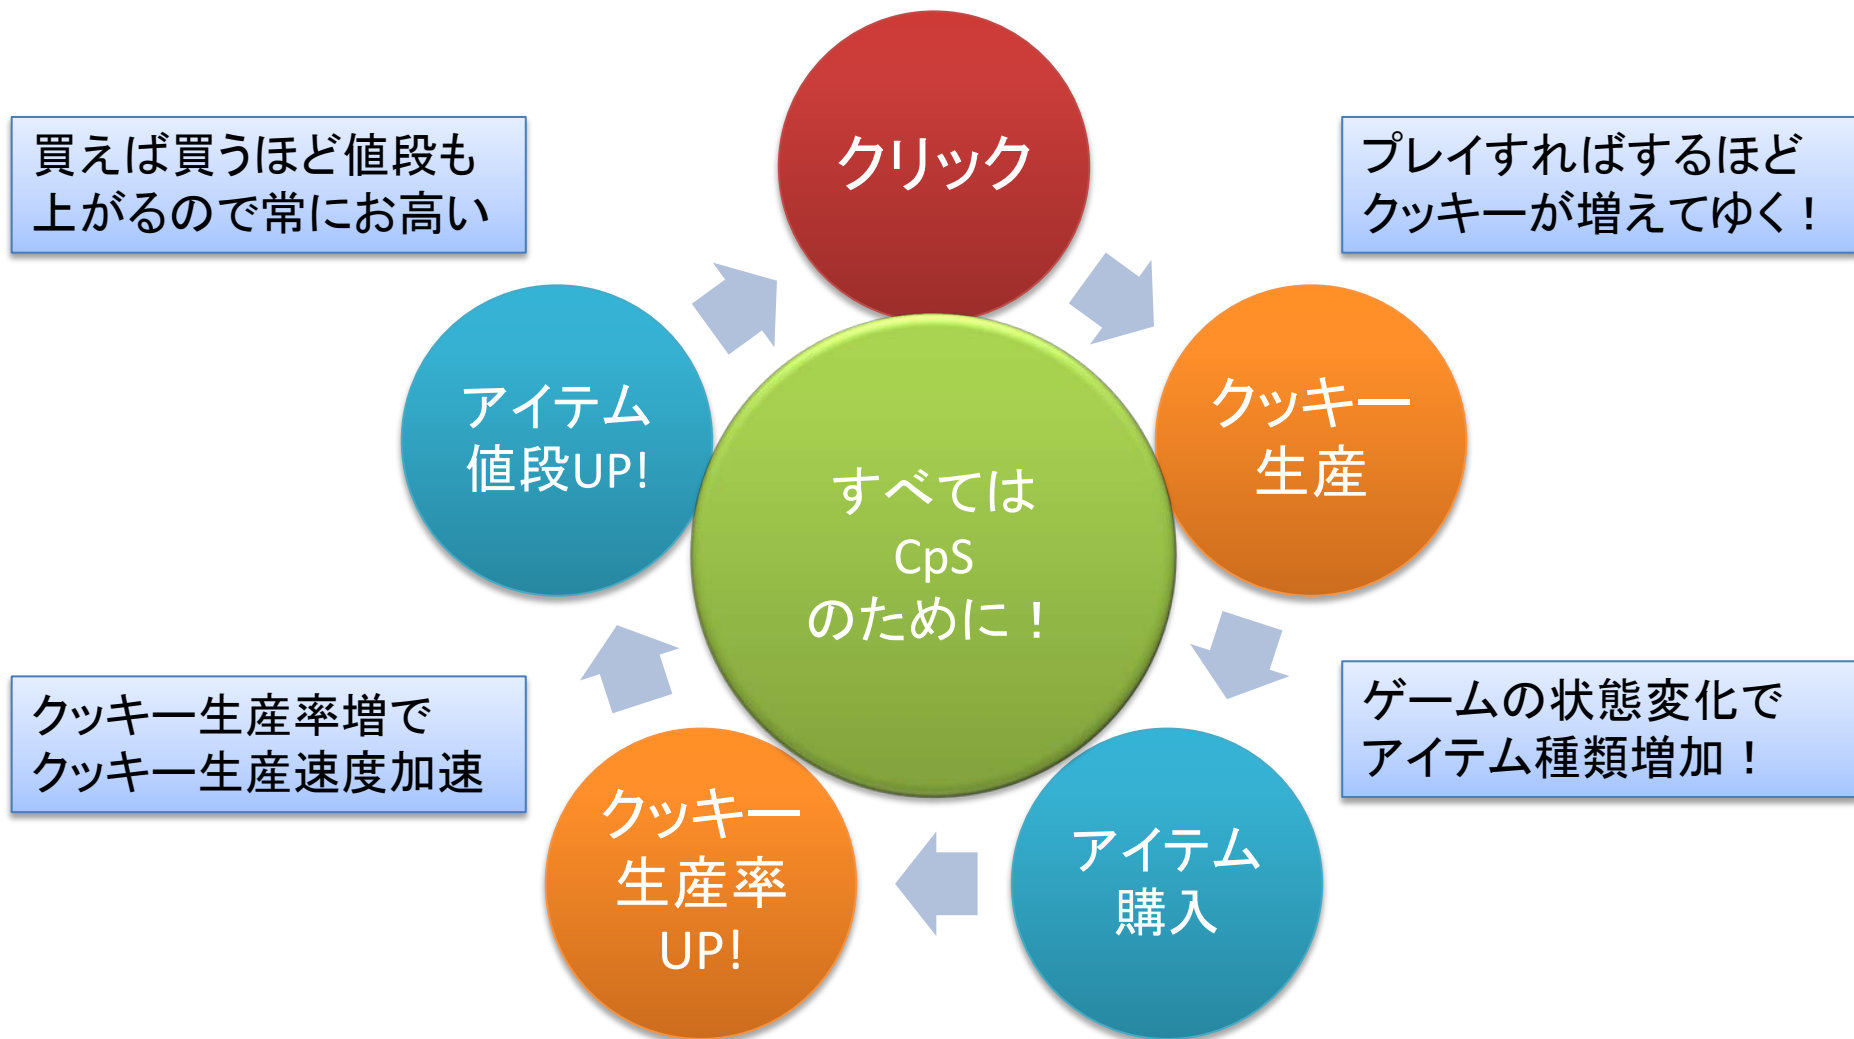 クリック
買えば買うほど値段も
上がるので常にお高い
プレイすればするほど
クッキーが増えてゆく！
アイテム
値段UP!
クッキー
生産
すべては
CpS
のために！
クッキー生産率増で
クッキー生産速度加速
ゲームの状態変化で
アイテム種類増加！
クッキー
生産率
UP!
アイテム
購入